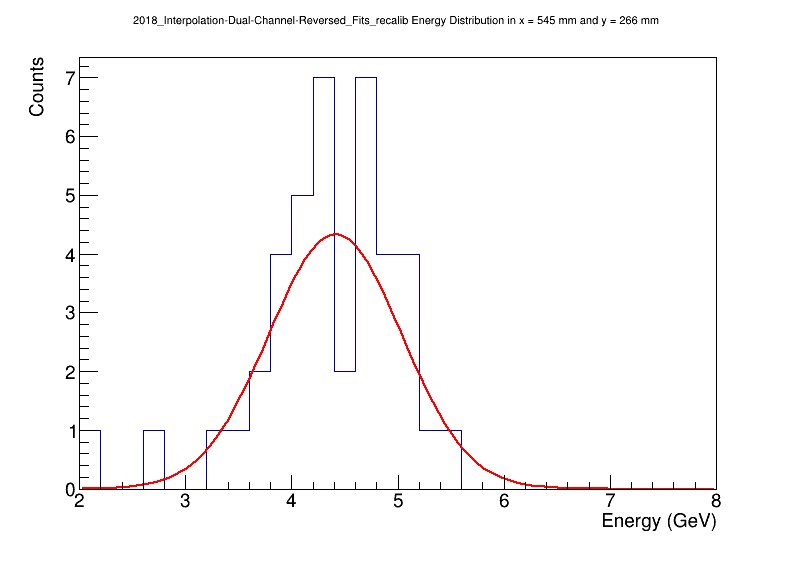 2018_Interpolation-Dual-Channel-Reversed_Fits_recalib Energy Distribution in x = 545 mm and y = 266 mm
Counts
7
6
5
4
3
2
1
0
2 3 4 5 6 7 8
Energy (GeV)